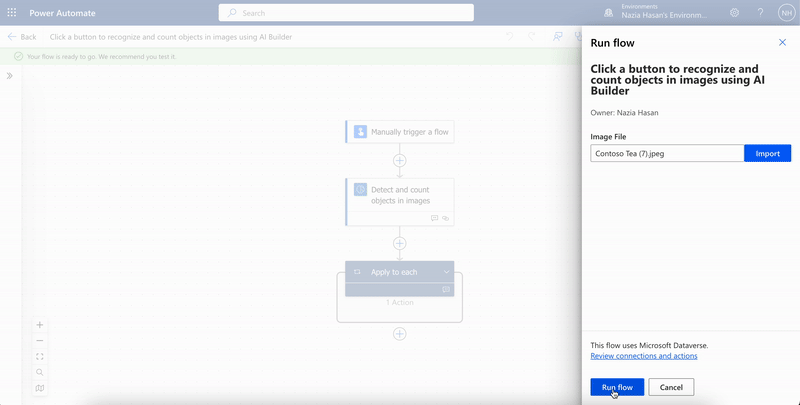 Power Automate
Search
Environments
Nazia Hasan's Environm...
NH
Back
Click a button to recognize and count objects in images using AI Builder
Your flow is ready to go. We recommend you test it.
Manually trigger a flow
Detect and count
objects in images
Apply to each
1 Action
Run flow
Click a button to recognize and
count objects in images using AI
Builder
Owner: Nazia Hasan
Image File
Contoso Tea (7).jpeg
Import
This flow uses Microsoft Dataverse.
Review connections and actions
Run flow
Cancel